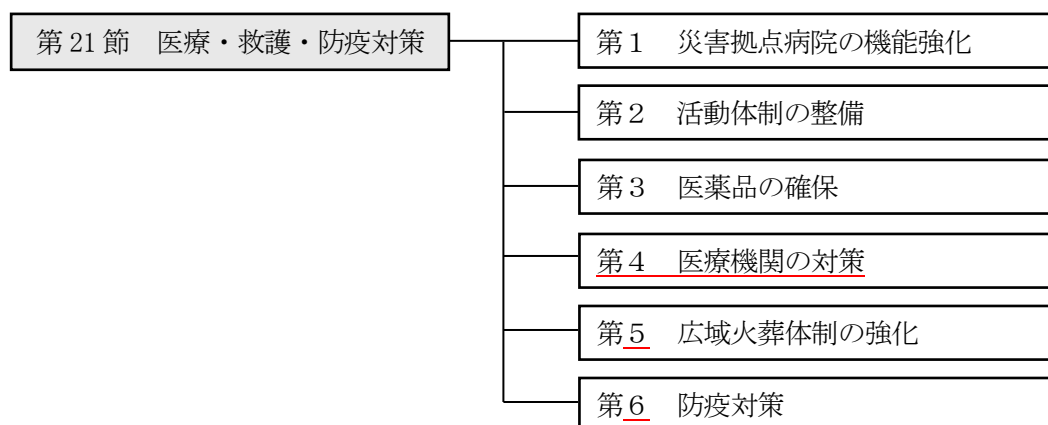 第21節　医療・救護・防疫対策
第１　災害拠点病院の機能強化
第２　活動体制の整備
第３　医薬品の確保
第４　医療機関の対策
第５　広域火葬体制の強化
第６　防疫対策